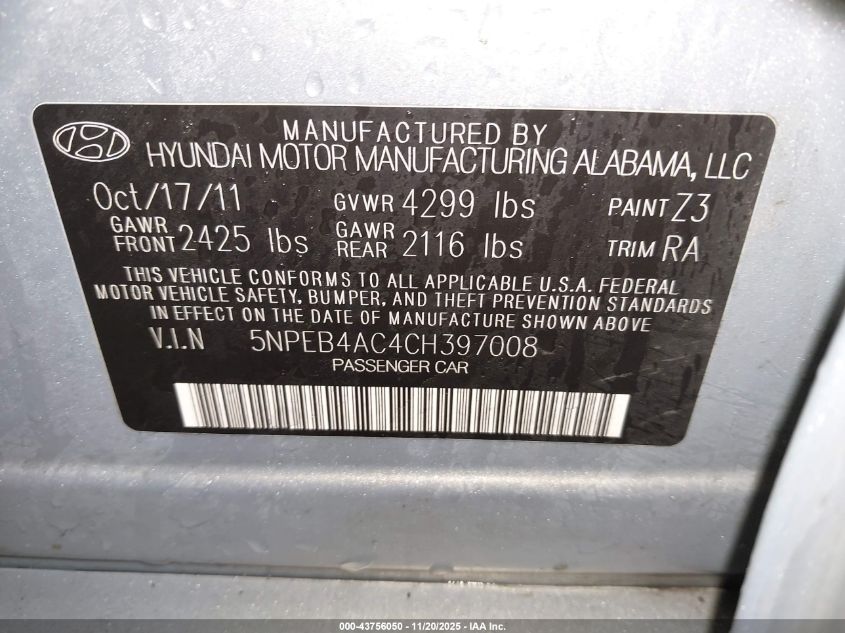 MANUFACTURED BY
HYUNDAI MOTOR MANUFACTURING ALABAMA, LLC
Oct/17/11 GVWR 4299 lbs PAINT Z3
GAWR FRONT 2425 lbs GAWR REAR 2116 lbs TRIM RA
THIS VEHICLE CONFORMS TO ALL APPLICABLE U.S.A. FEDERAL
MOTOR VEHICLE SAFETY, BUMPER, AND THEFT PREVENTION STANDARDS
IN EFFECT ON THE DATE OF MANUFACTURE SHOWN ABOVE
V.I.N 5NPEB4AC4CH397008
PASSENGER CAR
000-43756050 - 11/20/2025 - IAA Inc.